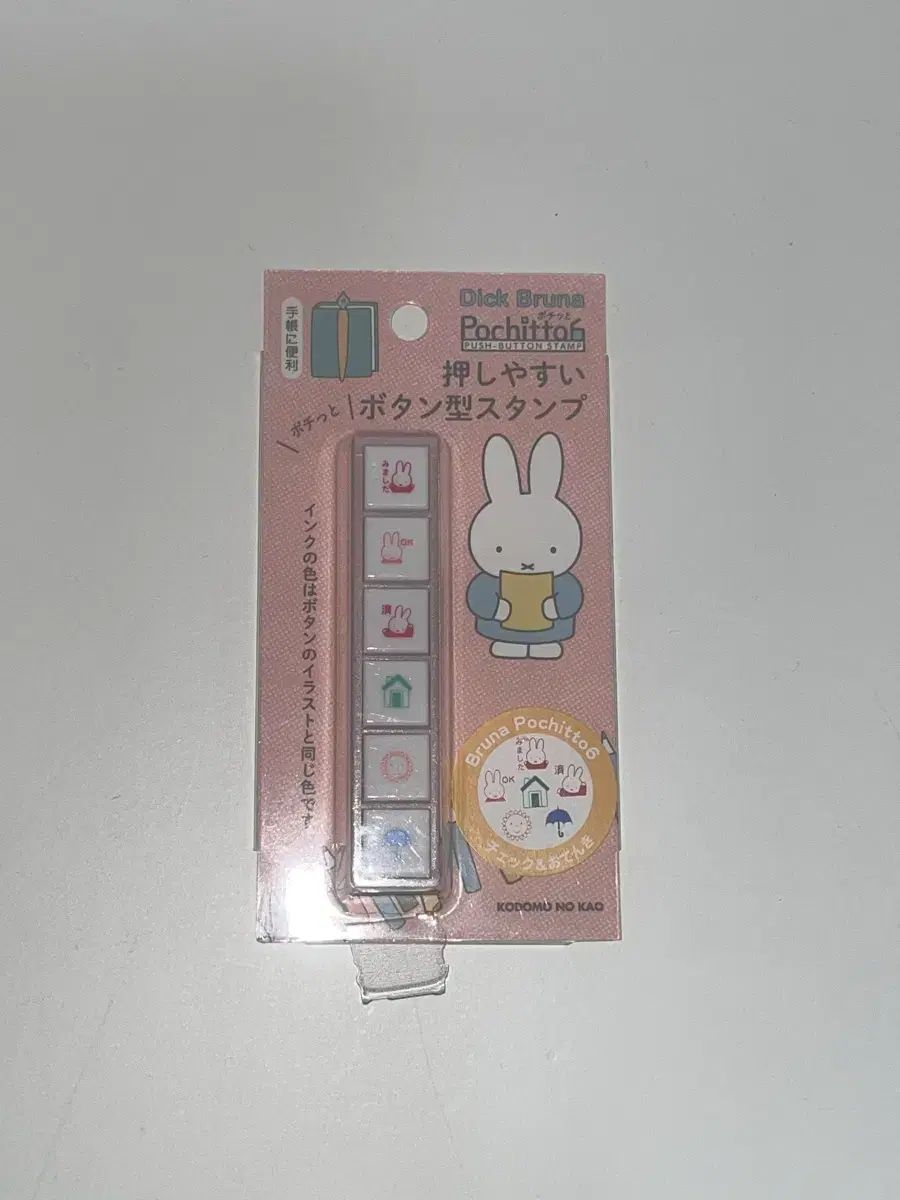 手帳に便利
Dick Bruna
ポチッと
Pochitto6
PUSH-BUTTON STAMP
押しやすい
ポチっと
ボタン型スタンプ
インクの色はボタンのイラストと同じ色です
みました
OK
済
Bruna Pochitto6
みました
OK
済
チェック&おてんき
KODOMO NO KAO